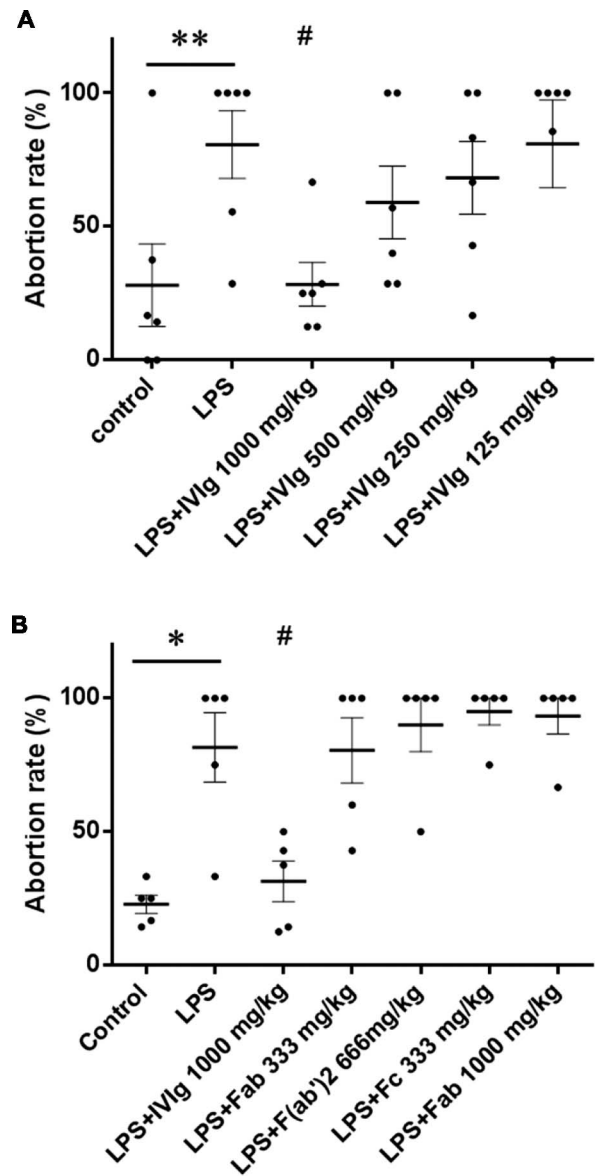 A
** #
100
50
0
Abortion rate (%)
control
LPS
LPS+IVIg 1000 mg/kg
LPS+IVIg 500 mg/kg
LPS+IVIg 250 mg/kg
LPS+IVIg 125 mg/kg
B
* #
100
50
0
Abortion rate (%)
Control
LPS
LPS+IVIg 1000 mg/kg
LPS+Fab 333 mg/kg
LPS+F(ab')2 666mg/kg
LPS+Fc 333 mg/kg
LPS+Fab 1000 mg/kg